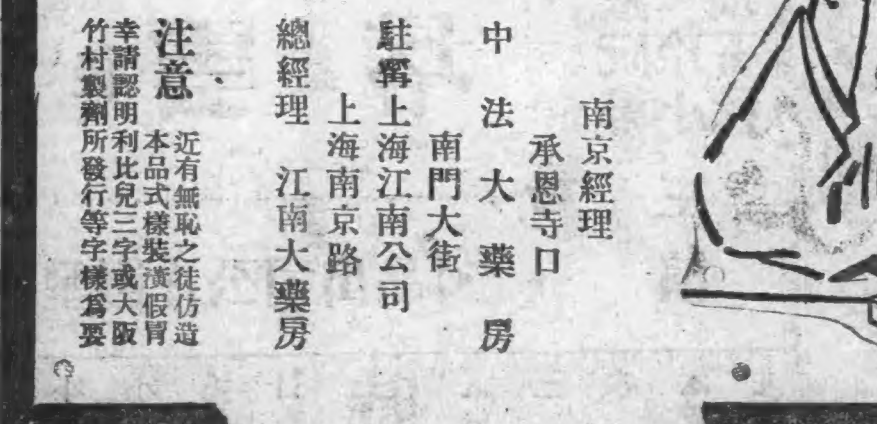 南京經理
承恩寺口
中法大藥房
南門大街
駐寗上海江南公司
上海南京路
總經理 江南大藥房
注意
近有無恥之徒仿造
本品式樣裝潢假冒
幸請認明利比兒三字或大阪
竹村製劑所發行等字樣爲要